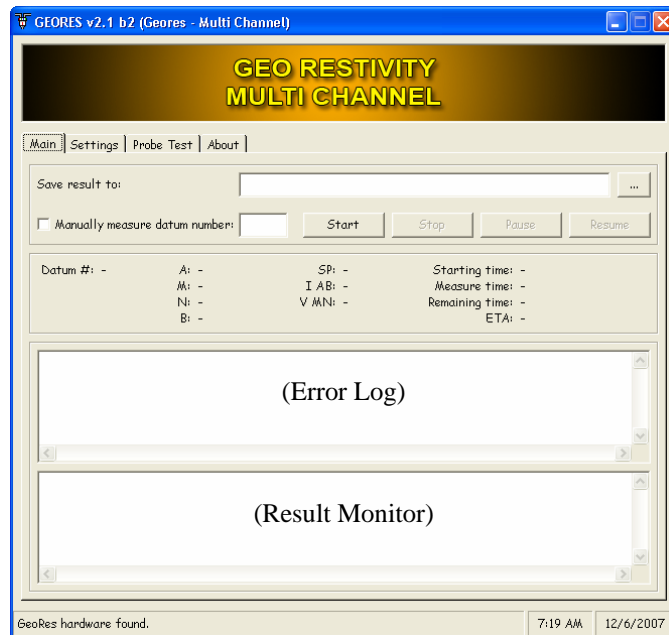 GEORES v2.1 b2 (Geores - Multi Channel)
GEO RESTIVITY
MULTI CHANNEL
Main Settings Probe Test About
Save result to: ...
Manually measure datum number: Start Stop Pause Resume
Datum #: - A: - SP: - Starting time: -
M: - I AB: - Measure time: -
N: - V MN: - Remaining time: -
B: - ETA: -
(Error Log)
(Result Monitor)
GeoRes hardware found. 7:19 AM 12/6/2007